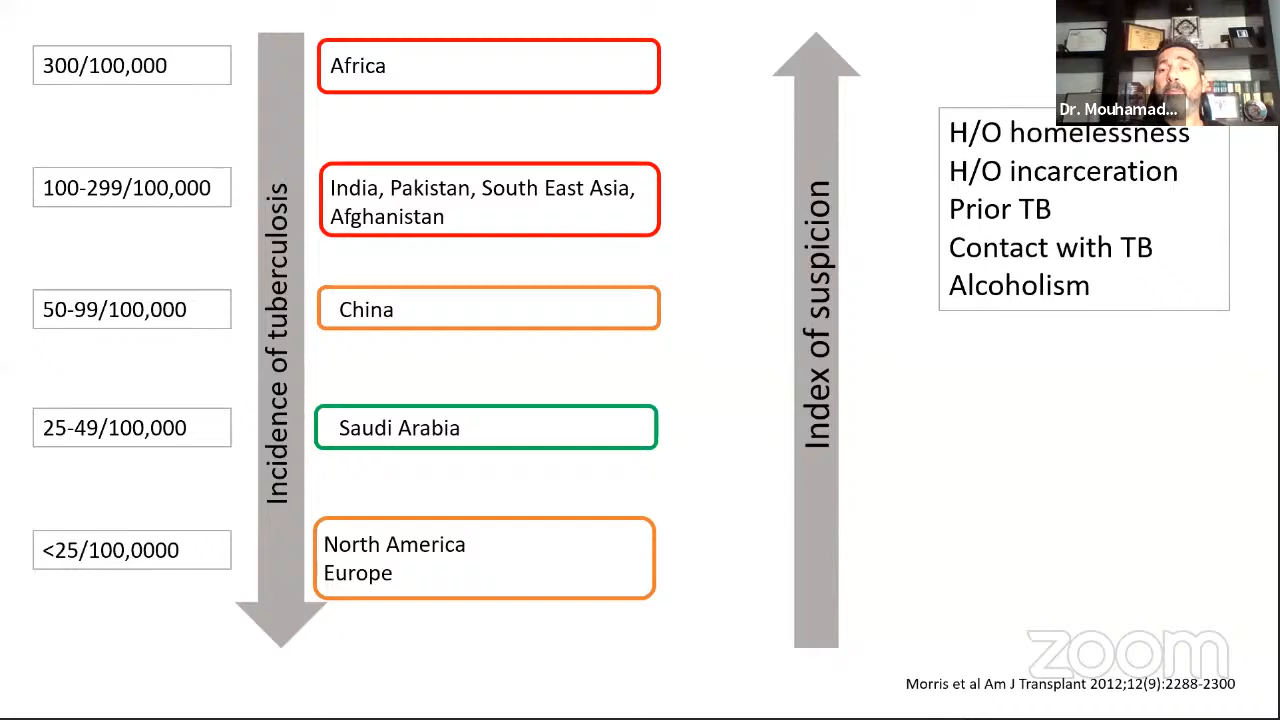 300/100,000
Africa
100-299/100,000
India, Pakistan, South East Asia,
Afghanistan
50-99/100,000
China
25-49/100,000
Saudi Arabia
<25/100,0000
North America
Europe
Incidence of tuberculosis
Index of suspicion
Dr. Mouhamad...
H/O homelessness
H/O incarceration
Prior TB
Contact with TB
Alcoholism
zoom
Morris et al Am J Transplant 2012;12(9):2288-2300